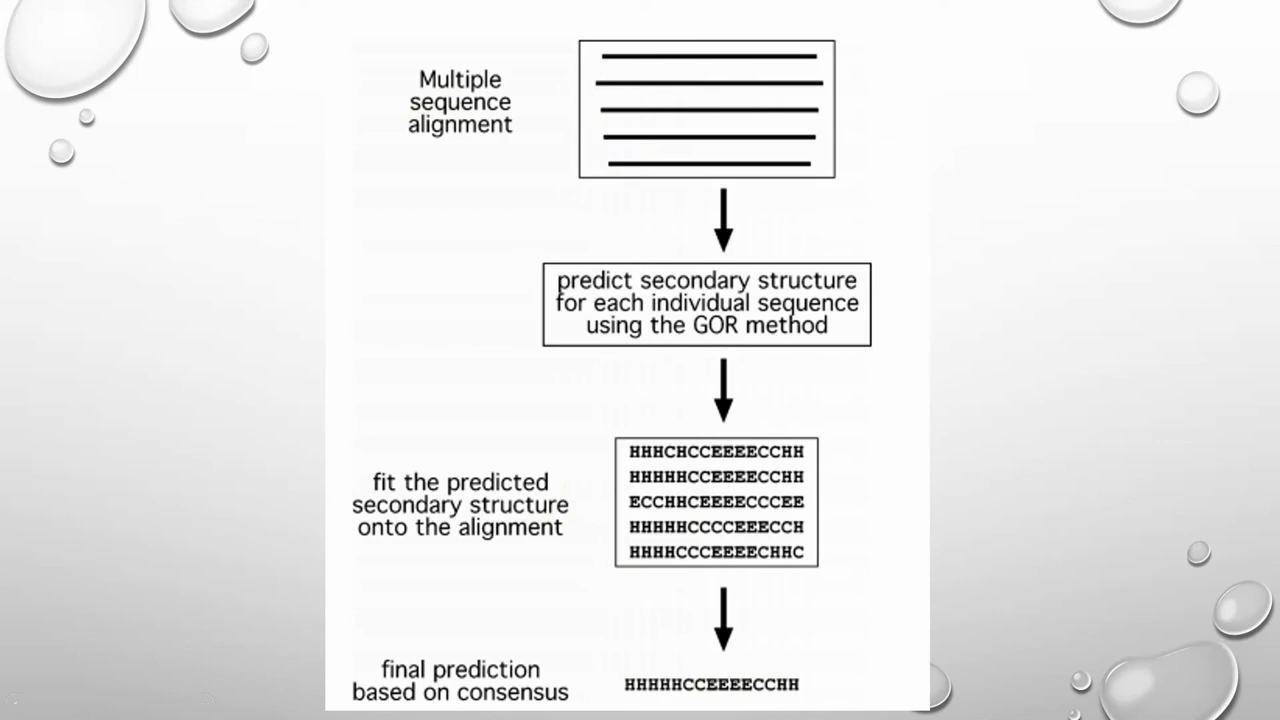 Multiple
sequence
alignment
predict secondary structure
for each individual sequence
using the GOR method
HHHCHCCEEEECCHH
HHHHHCCEEEECCHH
ECCHHCEEEECCCEE
HHHHHCCCCEEECCH
HHHHCCCEEEECHHC
fit the predicted
secondary structure
onto the alignment
final prediction
based on consensus
HHHHHCCEEEECCHH